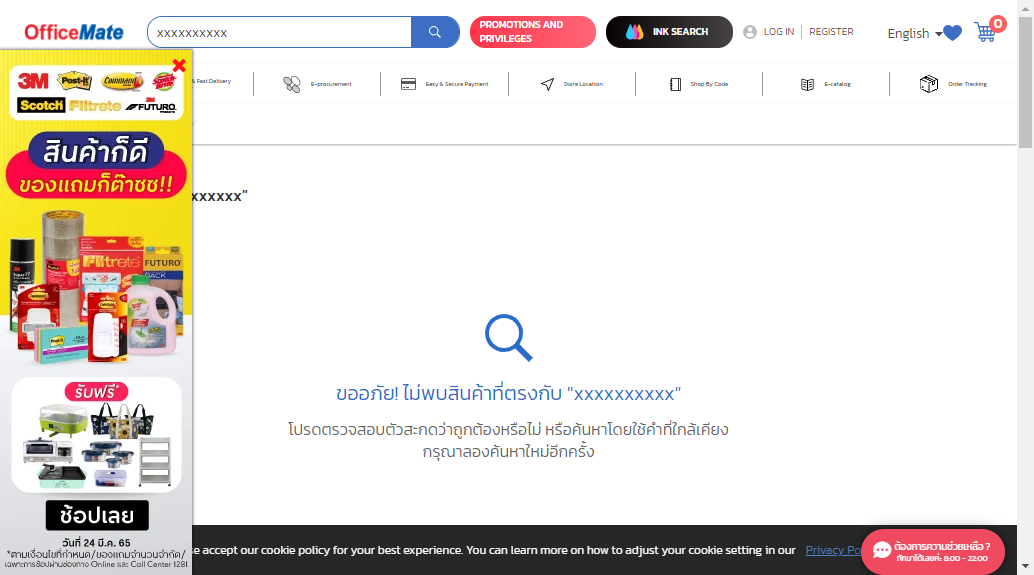 OfficeMate
xxxxxxxxxx
PROMOTIONS AND
PRIVILEGES
INK SEARCH
LOG IN
REGISTER
English
0
& Fast Delivery
E-procurement
Easy & Secure Payment
Store Location
Shop By Code
E-catalog
Order Tracking
3M
Post-it
Command
Scotch
Filtrete
3M
FUTURO
สินค้าก็ดี
ของแถมก็ต๊าซซ!!
Super 77
Scotch
Filtrete
FUTURO
BACK
Command
Command
Post-it
รับฟรี*
ช้อปเลย
วันที่ 24 มี.ค. 65
*ตามเงื่อนไขที่กำหนด/ของแถมจำนวนจำกัด/
เฉพาะการช้อปผ่านช่องทาง Online และ Call Center 1281
xxxxxx"
ขออภัย! ไม่พบสินค้าที่ตรงกับ "xxxxxxxxxx"
โปรดตรวจสอบตัวสะกดว่าถูกต้องหรือไม่ หรือค้นหาโดยใช้คำที่ใกล้เคียง
กรุณาลองค้นหาใหม่อีกครั้ง
se accept our cookie policy for your best experience. You can learn more on how to adjust your cookie setting in our Privacy Po
ต้องการความช่วยเหลือ ?
ทักมาได้เลยค่ะ 8:00 - 22:00